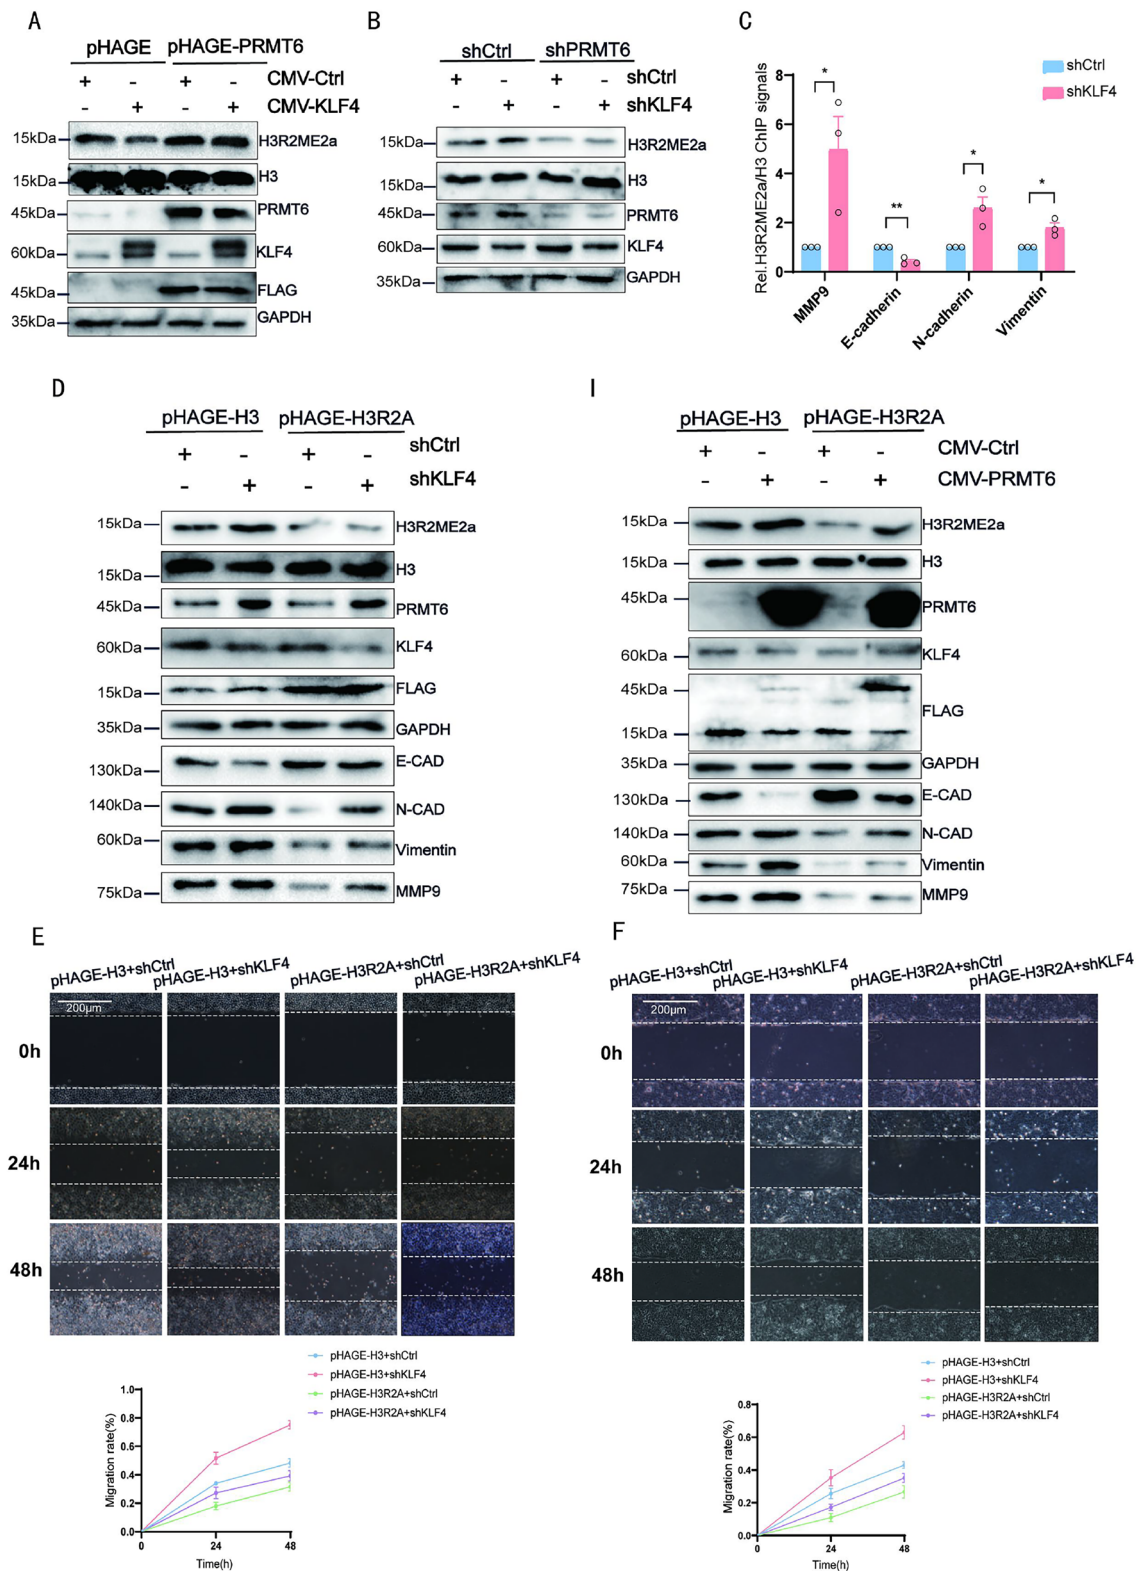 A
pHAGE pHAGE-PRMT6
+ - + - CMV-Ctrl
- + - + CMV-KLF4
15kDa H3R2ME2a
15kDa H3
45kDa PRMT6
60kDa KLF4
45kDa FLAG
35kDa GAPDH
B
shCtrl shPRMT6
+ - + - shCtrl
- + - + shKLF4
15kDa H3R2ME2a
15kDa H3
45kDa PRMT6
60kDa KLF4
35kDa GAPDH
C
shCtrl
shKLF4
Rel.H3R2ME2a/H3 ChIP signals
8
6
4
2
0
* ** * *
MMP9
E-cadherin
N-cadherin
Vimentin
D
pHAGE-H3 pHAGE-H3R2A
+ - + - shCtrl
- + - + shKLF4
15kDa H3R2ME2a
15kDa H3
45kDa PRMT6
60kDa KLF4
15kDa FLAG
35kDa GAPDH
130kDa E-CAD
140kDa N-CAD
60kDa Vimentin
75kDa MMP9
I
pHAGE-H3 pHAGE-H3R2A
+ - + - CMV-Ctrl
- + - + CMV-PRMT6
15kDa H3R2ME2a
15kDa H3
45kDa PRMT6
60kDa KLF4
45kDa
FLAG
15kDa
35kDa GAPDH
130kDa E-CAD
140kDa N-CAD
60kDa Vimentin
75kDa MMP9
E
pHAGE-H3+shCtrl pHAGE-H3+shKLF4 pHAGE-H3R2A+shCtrl pHAGE-H3R2A+shKLF4
200μm
0h
24h
48h
pHAGE-H3+shCtrl
pHAGE-H3+shKLF4
pHAGE-H3R2A+shCtrl
pHAGE-H3R2A+shKLF4
Migration rate(%)
1.0
0.8
0.6
0.4
0.2
0.0
0 24 48
Time(h)
F
pHAGE-H3+shCtrl pHAGE-H3+shKLF4 pHAGE-H3R2A+shCtrl pHAGE-H3R2A+shKLF4
200μm
0h
24h
48h
pHAGE-H3+shCtrl
pHAGE-H3+shKLF4
pHAGE-H3R2A+shCtrl
pHAGE-H3R2A+shKLF4
Migration rate(%)
0.8
0.6
0.4
0.2
0.0
0 24 48
Time(h)